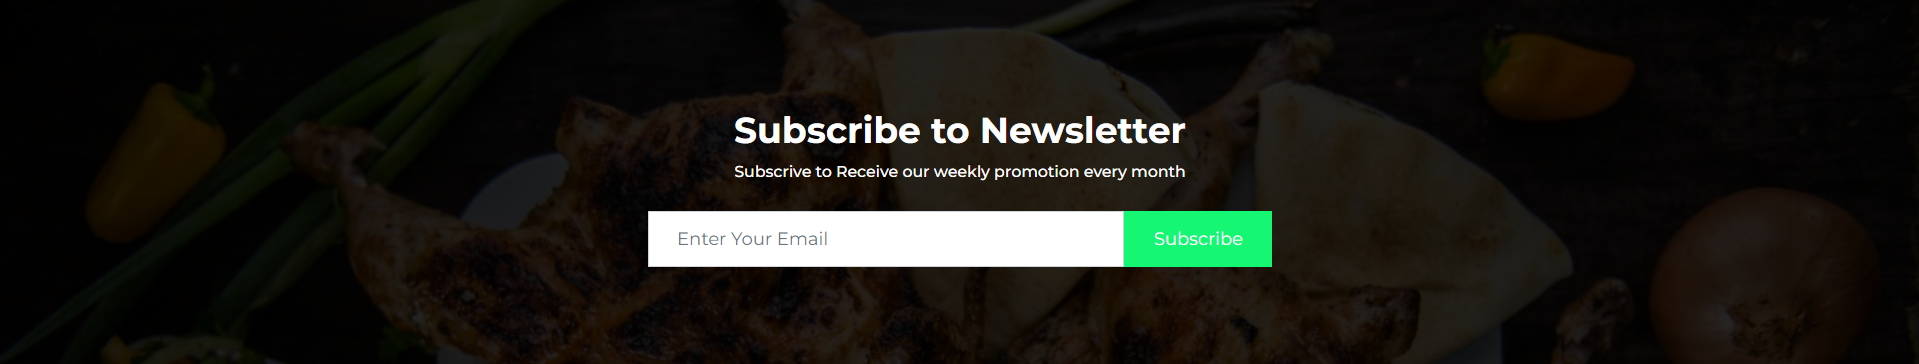 Subscribe to Newsletter
Subscrive to Receive our weekly promotion every month
Enter Your Email
Subscribe